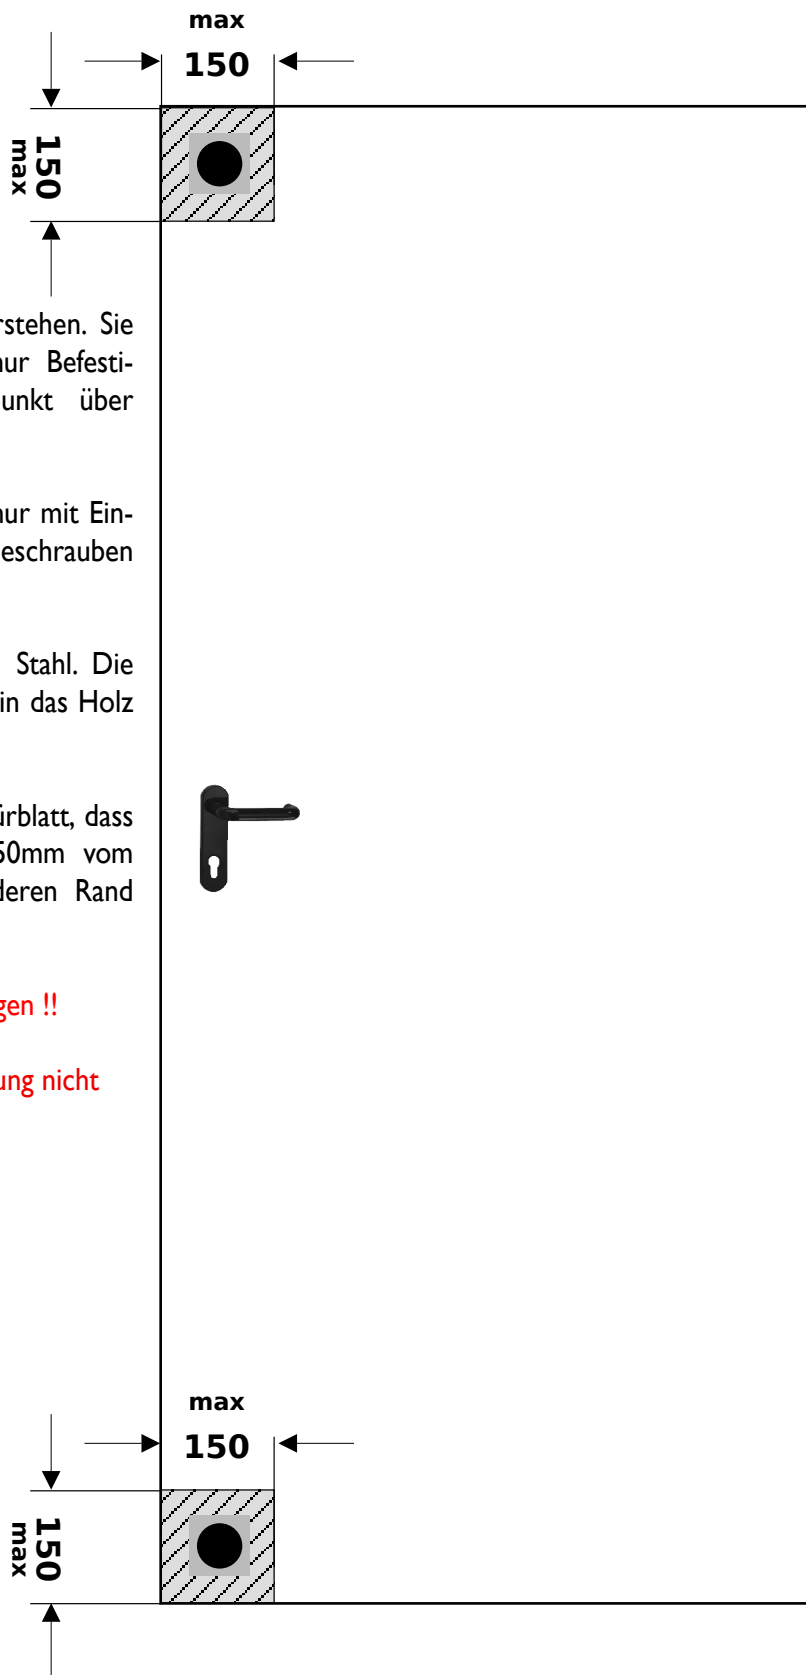 max
150
150
max
rstehen. Sie
nur Befesti-
unkt über
nur mit Ein-
eschrauben
Stahl. Die
in das Holz
ürblatt, dass
50mm vom
deren Rand
gen !!
ung nicht
max
150
150
max